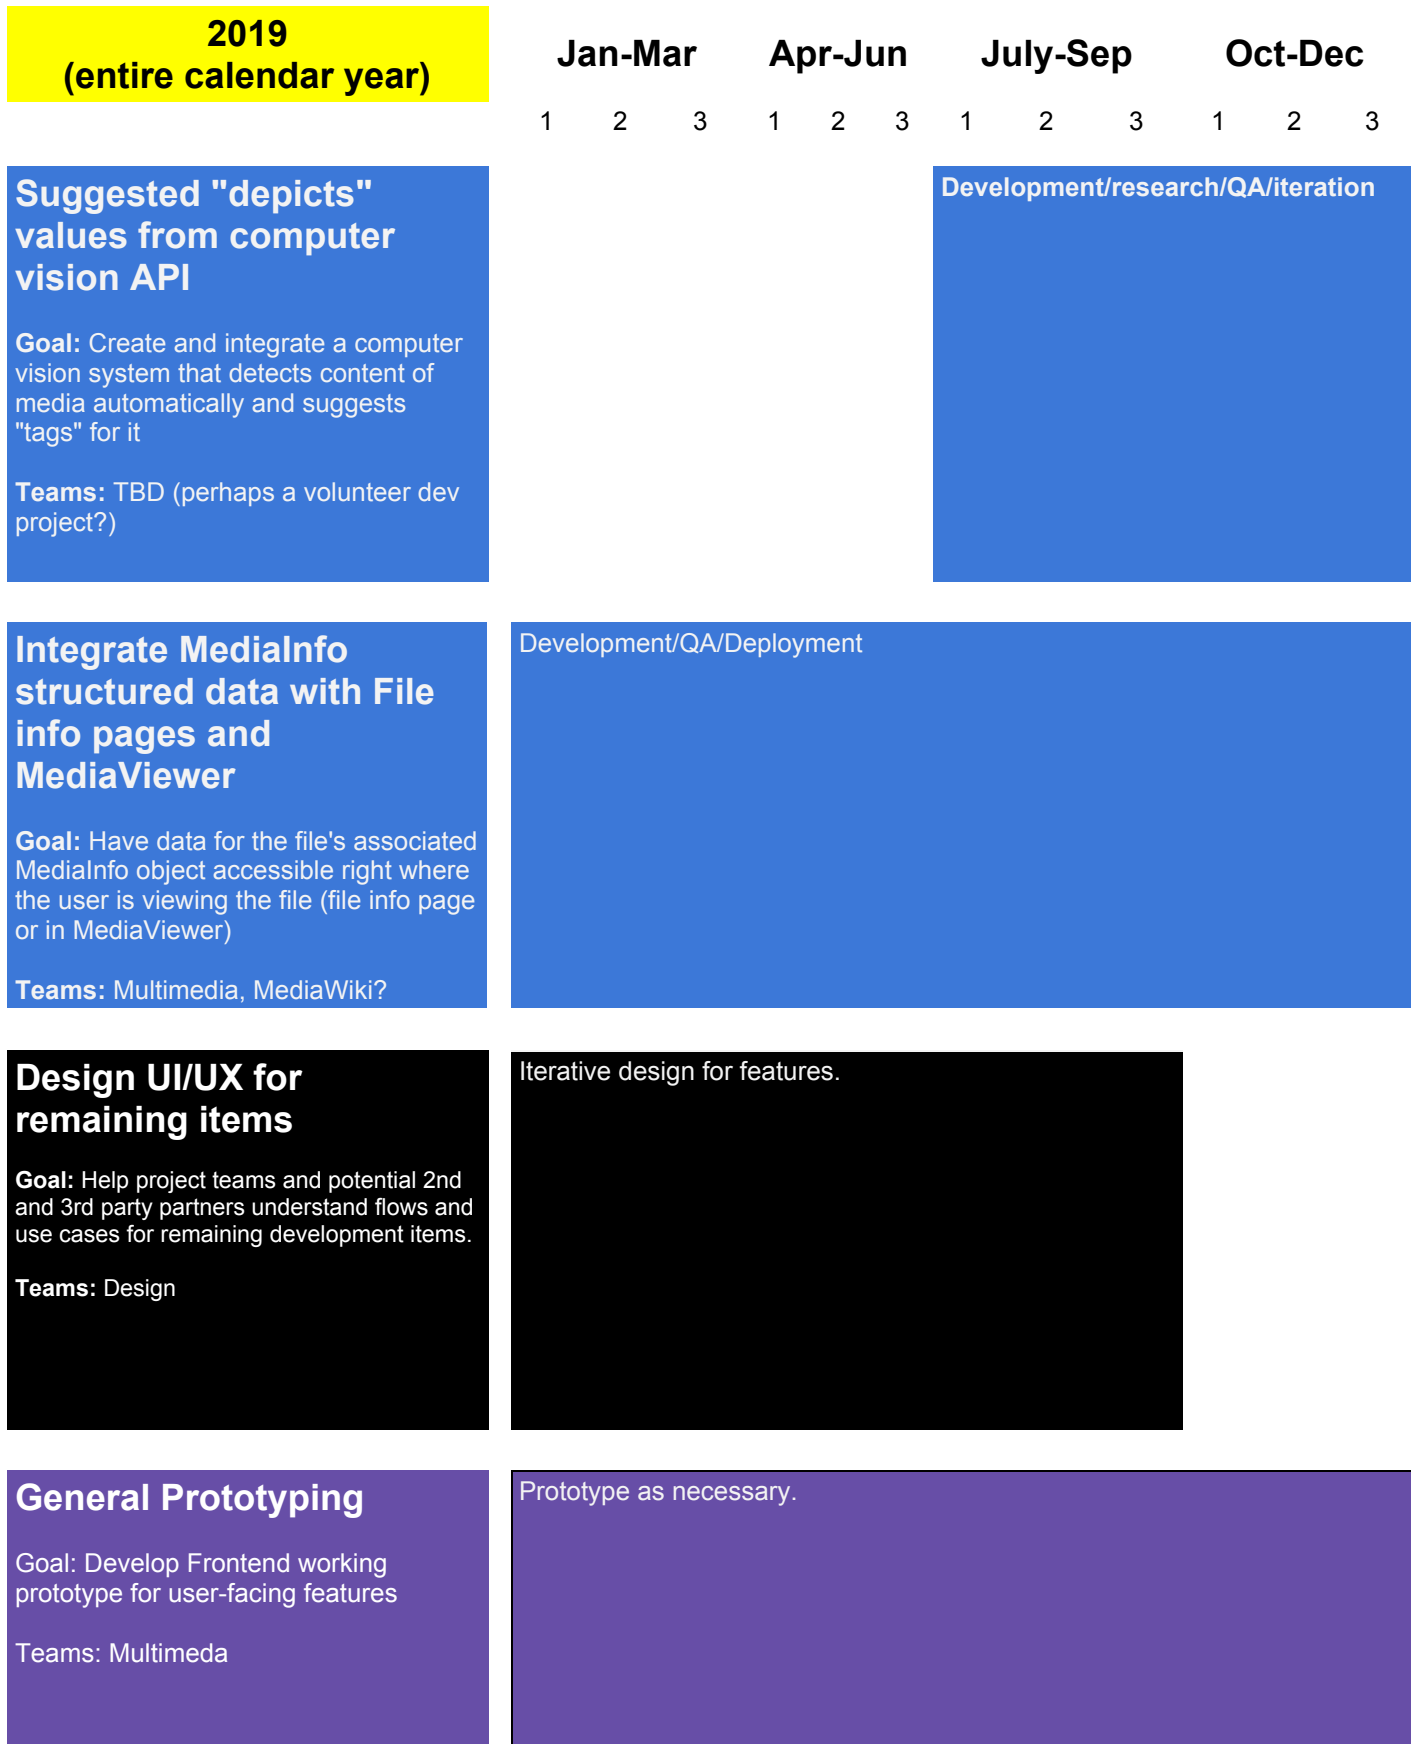 2019
(entire calendar year)
Jan-Mar Apr-Jun July-Sep Oct-Dec
1 2 3 1 2 3 1 2 3 1 2 3
Suggested "depicts"
values from computer
vision API
Goal: Create and integrate a computer
vision system that detects content of
media automatically and suggests
"tags" for it
Teams: TBD (perhaps a volunteer dev
project?)
Development/research/QA/iteration
Integrate MediaInfo
structured data with File
info pages and
MediaViewer
Goal: Have data for the file's associated
MediaInfo object accessible right where
the user is viewing the file (file info page
or in MediaViewer)
Teams: Multimedia, MediaWiki?
Development/QA/Deployment
Design UI/UX for
remaining items
Goal: Help project teams and potential 2nd
and 3rd party partners understand flows and
use cases for remaining development items.
Teams: Design
Iterative design for features.
General Prototyping
Goal: Develop Frontend working
prototype for user-facing features
Teams: Multimeda
Prototype as necessary.